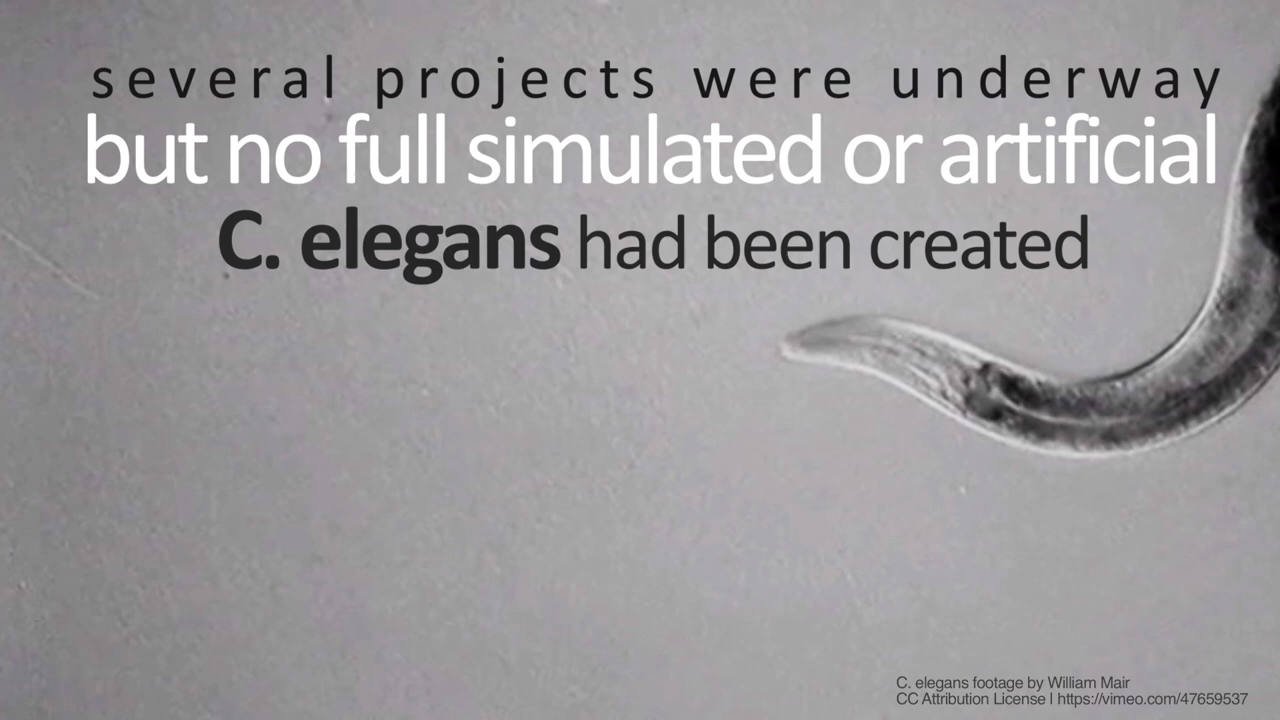 several projects were underway
but no full simulated or artificial
C. elegans had been created
C. elegans footage by William Mair
CC Attribution License I https://vimeo.com/47659537